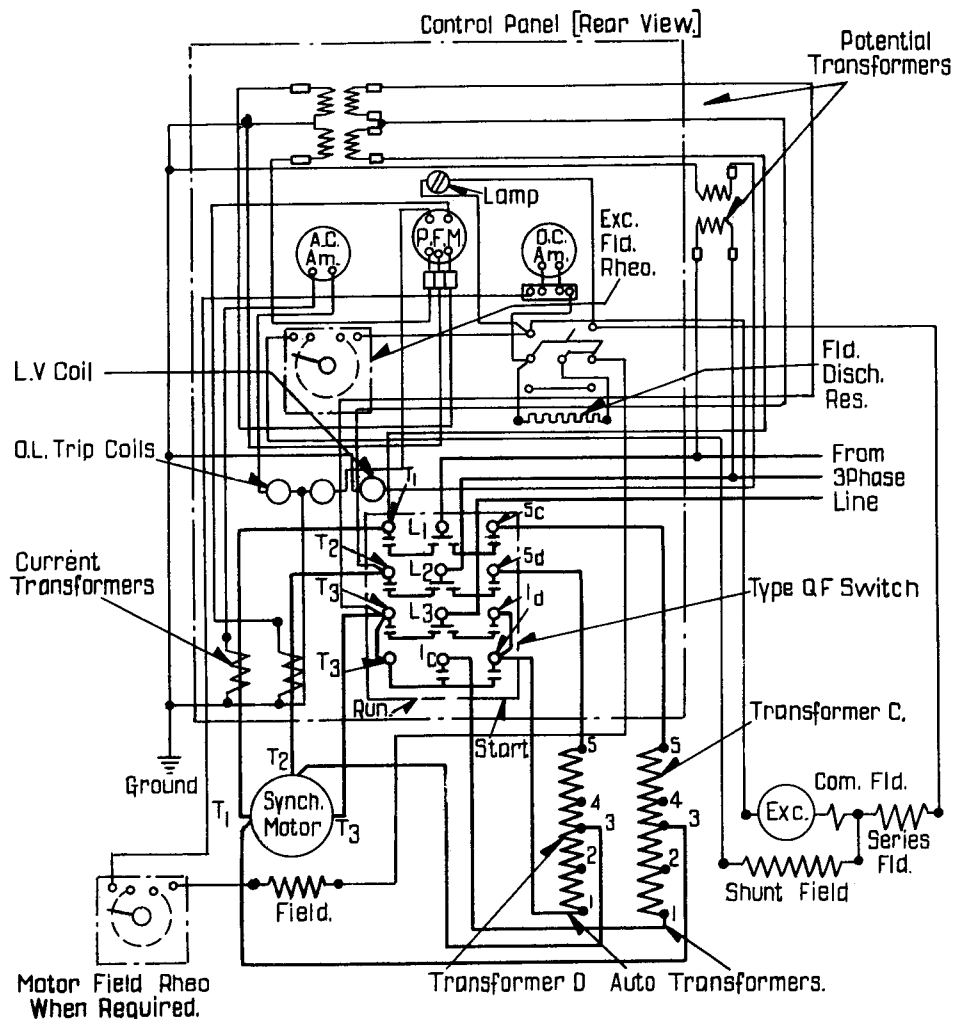 Control Panel [Rear View.]
Potential
Transformers
Lamp
A.C.
Am.
P.F.M
D.C.
Am.
Exc.
Fld.
Rheo.
L.V Coil
Fld.
Disch.
Res.
O.L. Trip Coils
From
3Phase
Line
T1
L1
5c
T2
L2
5d
Current
Transformers
T3
L3
1d
Type QF Switch
T3
1c
Run.
Start
Transformer C.
Ground
T2
5
5
Com. Fld.
T1
Synch.
Motor
T3
4
3
4
3
Exc.
Series
Fld.
2
2
Shunt Field
Field.
1
1
Motor Field Rheo
When Required.
Transformer D
Auto Transformers.